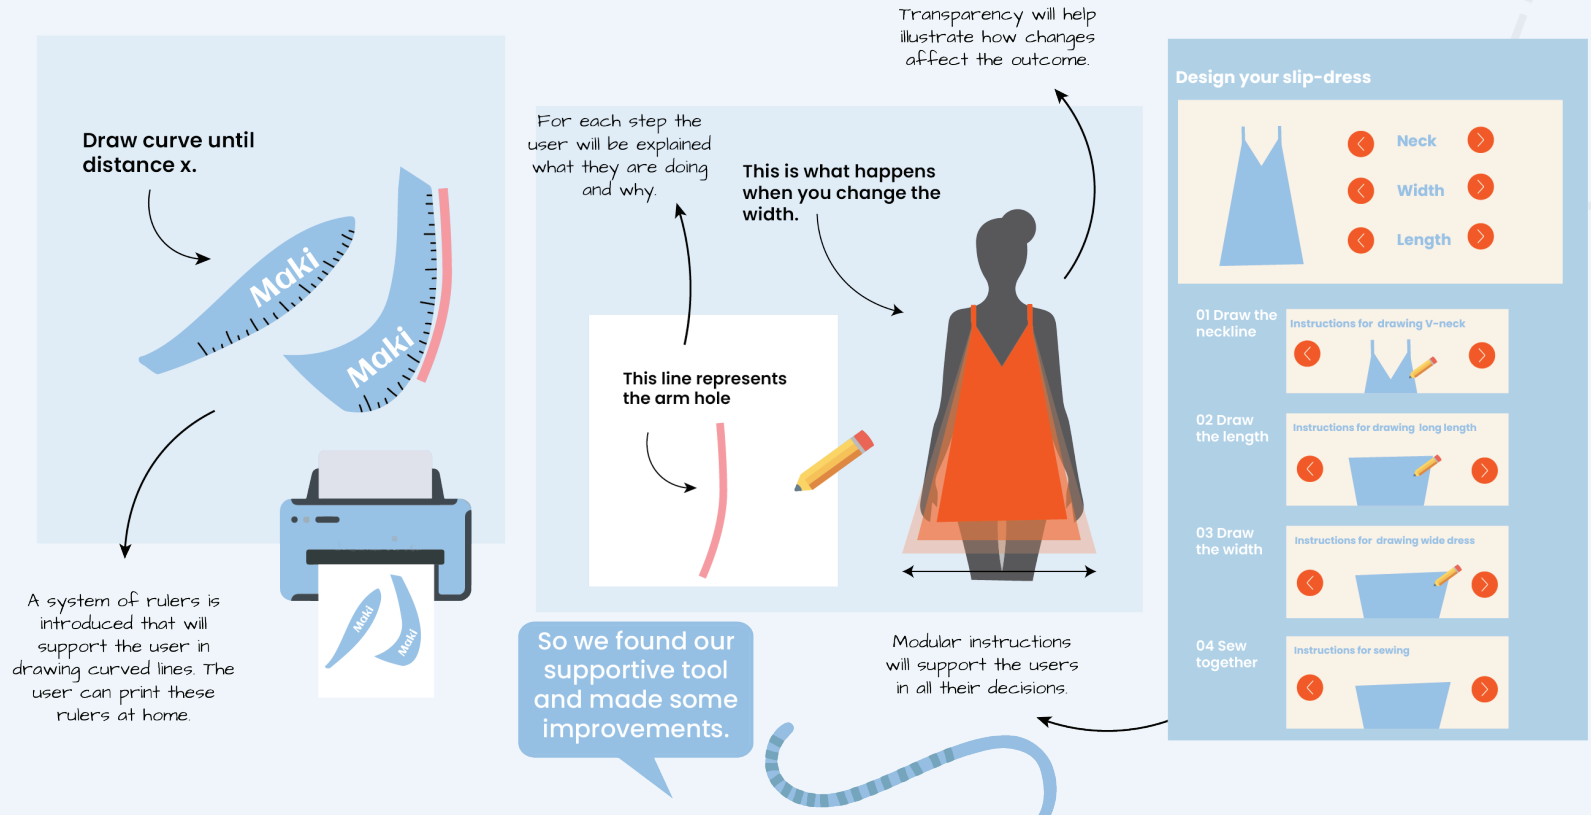 Draw curve until
distance x.
Maki
Maki
A system of rulers is
introduced that will
support the user in
drawing curved lines. The
user can print these
rulers at home.
Maki
Maki
For each step the
user will be explained
what they are doing
and why.
This line represents
the arm hole
This is what happens
when you change the
width.
Transparency will help
illustrate how changes
affect the outcome.
So we found our
supportive tool
and made some
improvements.
Modular instructions
will support the users
in all their decisions.
Design your slip-dress
Neck
Width
Length
01 Draw the
neckline
Instructions for drawing V-neck
02 Draw
the length
Instructions for drawing long length
03 Draw
the width
Instructions for drawing wide dress
04 Sew
together
Instructions for sewing